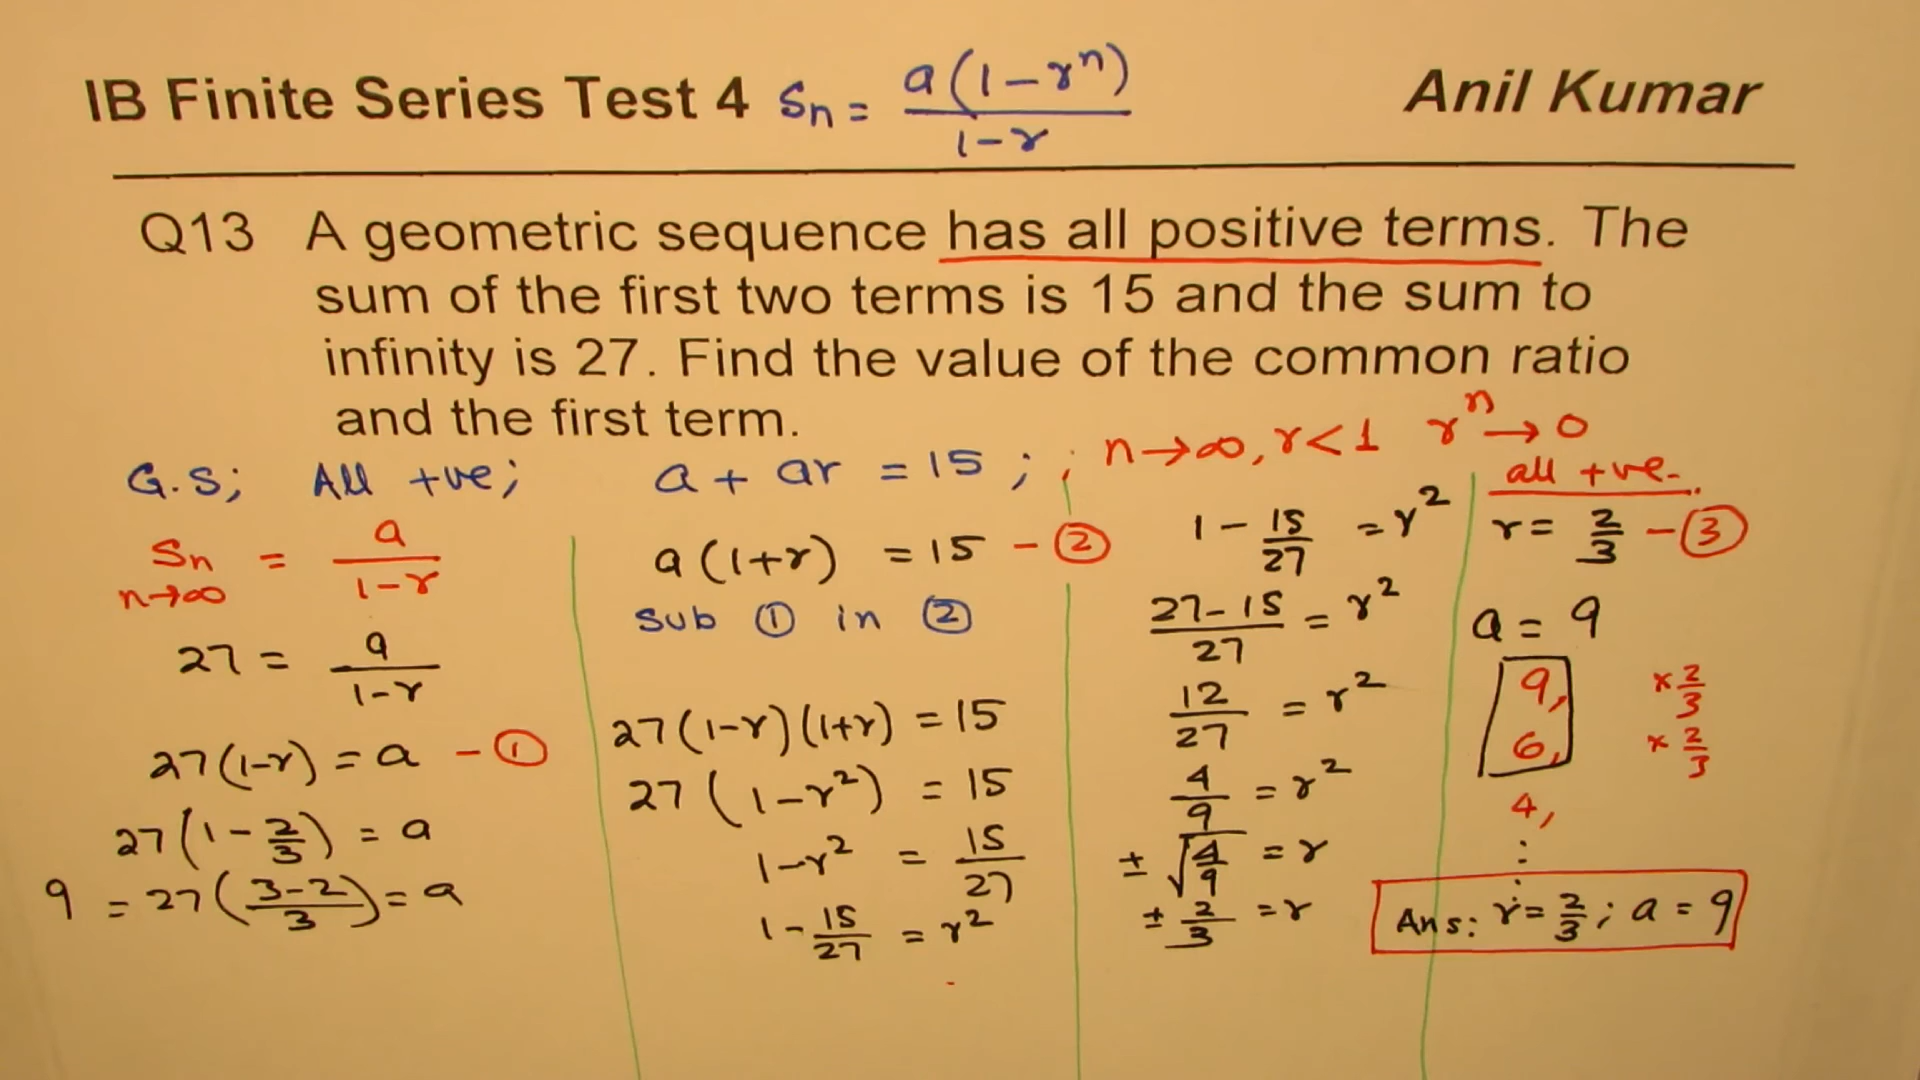 IB Finite Series Test 4 Sn = a(1-r^n)/1-r Anil Kumar
Q13 A geometric sequence has all positive terms. The
sum of the first two terms is 15 and the sum to
infinity is 27. Find the value of the common ratio
and the first term.
n→∞, r<1 r^n→0
G.S; All +ve; a + ar = 15 ; ;
Sn n→∞ = a/1-r
27 = a/1-r
27(1-r) = a - ①
27(1-2/3) = a
9 = 27(3-2/3) = a
a(1+r) = 15 - ②
Sub ① in ②
27(1-r)(1+r) = 15
27(1-r²) = 15
1-r² = 15/27
1-15/27 = r²
1 - 15/27 = r²
27-15/27 = r²
12/27 = r²
4/9 = r²
± √4/9 = r
± 2/3 = r
all +ve.
r = 2/3 - ③
a = 9
9, × 2/3
6, × 2/3
4,
⋮
Ans: r = 2/3 ; a = 9